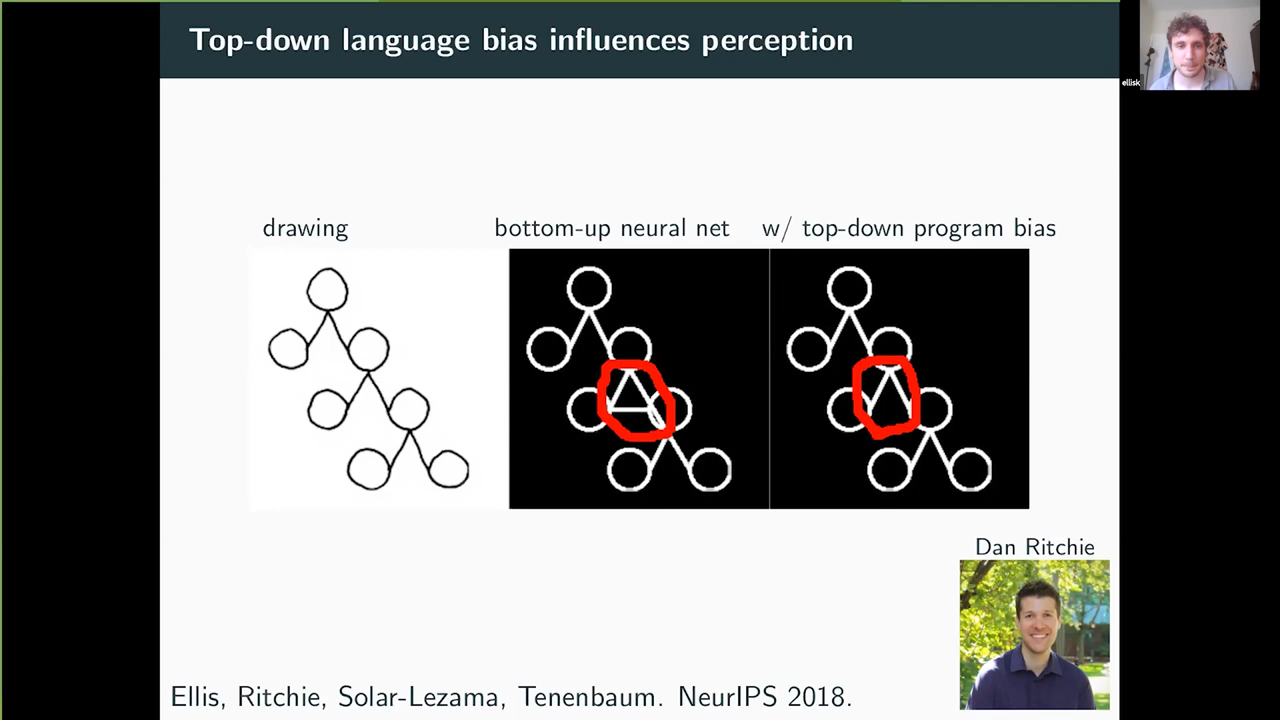 Top-down language bias influences perception
ellisk
drawing
bottom-up neural net
w/ top-down program bias
Dan Ritchie
Ellis, Ritchie, Solar-Lezama, Tenenbaum. NeurIPS 2018.